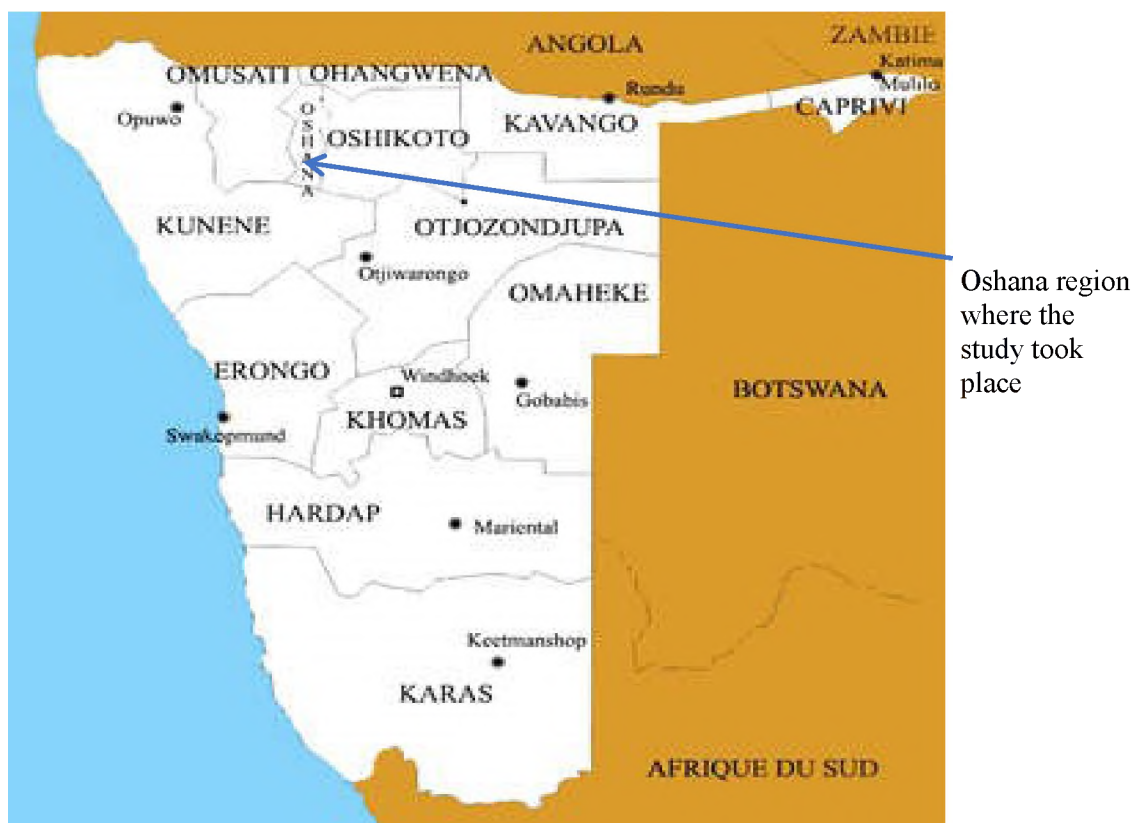 ANGOLA
ZAMBIE
Katima
Mulilo
OMUSATI
OHANGWENA
Rundu
CAPRIVI
Opuwo
OSHANA
OSHIKOTO
KAVANGO
KUNENE
OTJOZONDJUPA
Otjiwarongo
OMAHEKE
Oshana region
where the
study took
place
ERONGO
Windhoek
Gobabis
BOTSWANA
KHOMAS
Swakopmund
HARDAP
Mariental
Keetmanshop
KARAS
AFRIQUE DU SUD